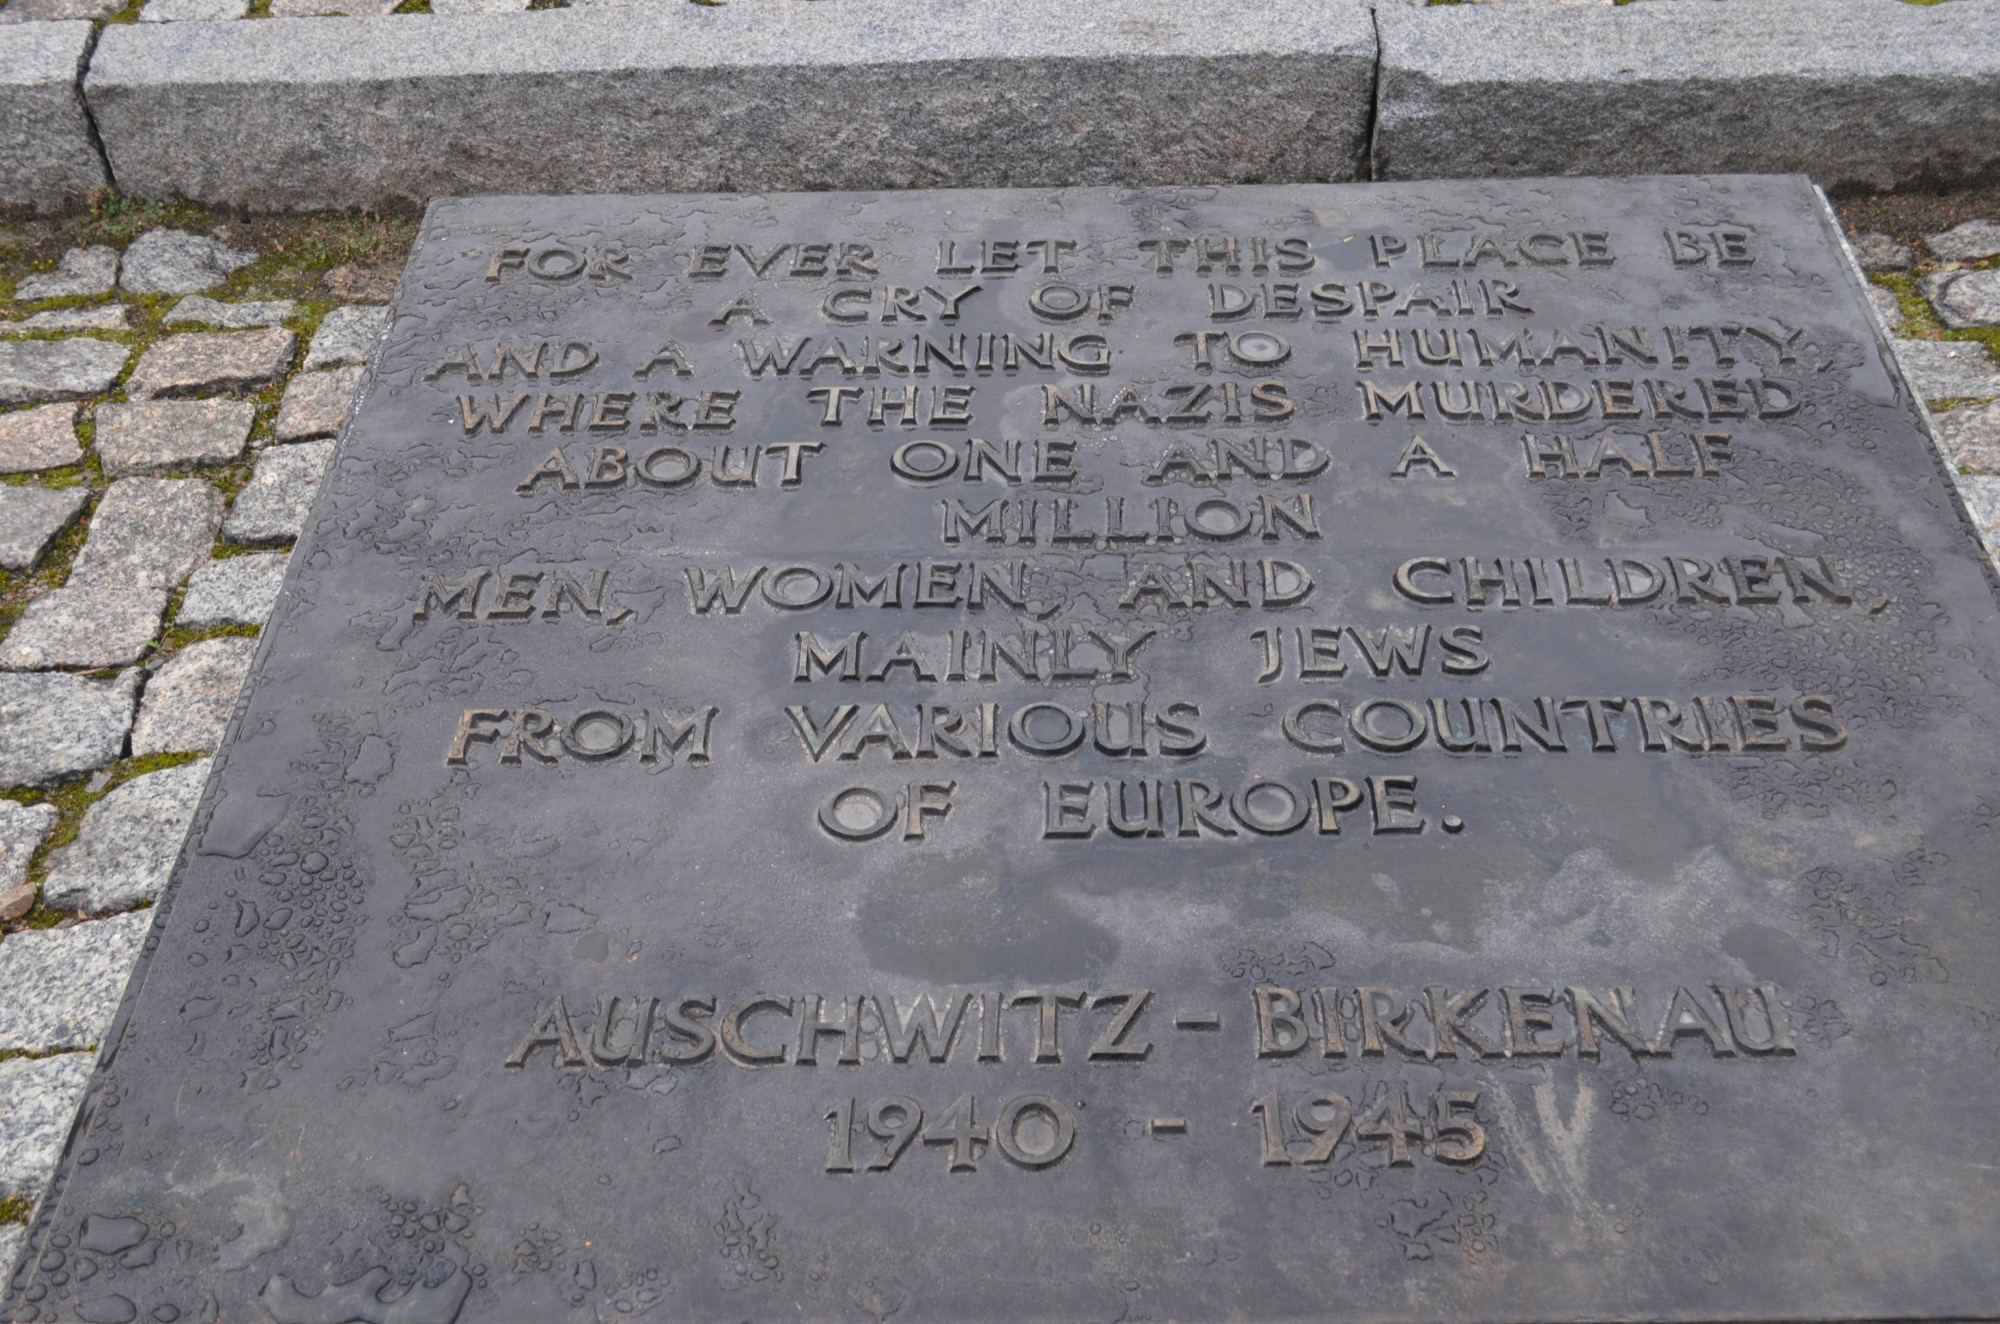 FOR EVER LET THIS PLACE BE
A CRY OF DESPAIR
AND A WARNING TO HUMANITY
WHERE THE NAZIS MURDERED
ABOUT ONE AND A HALF
MILLION
MEN, WOMEN, AND CHILDREN,
MAINLY JEWS
FROM VARIOUS COUNTRIES
OF EUROPE.
AUSCHWITZ-BIRKENAU
1940 - 1945